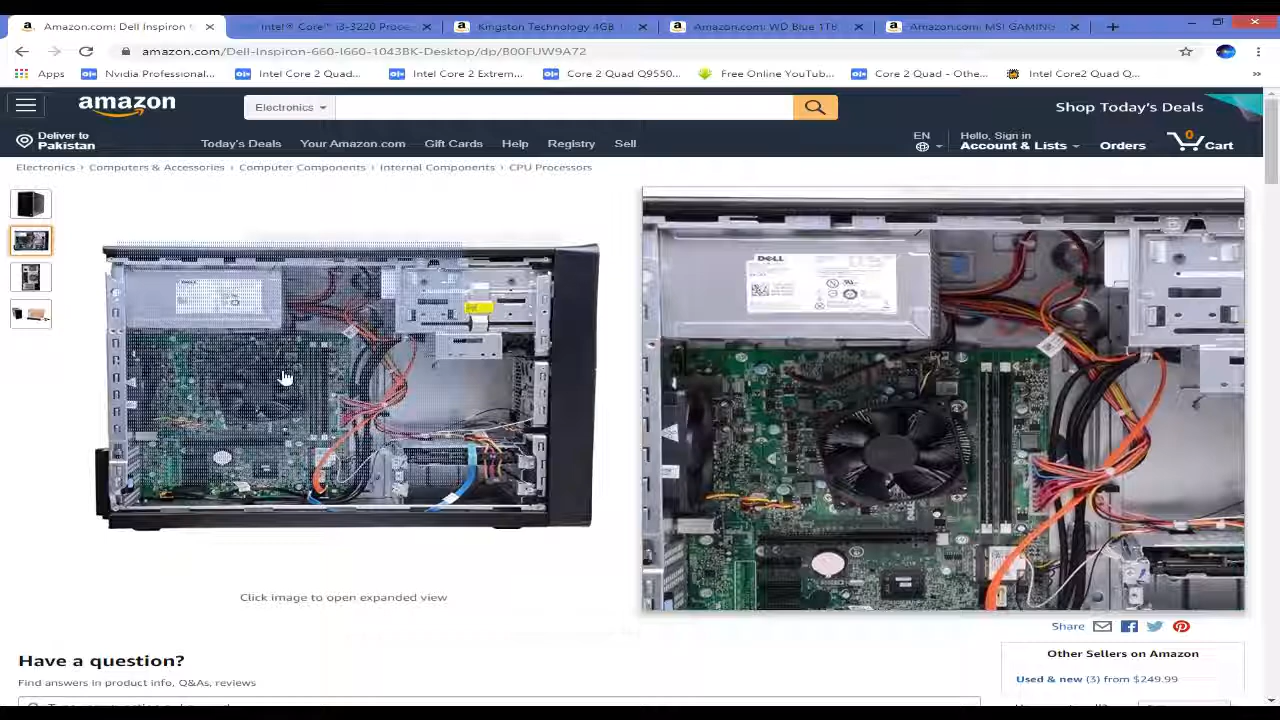 Amazon.com: Dell Inspiron 6
Intel® Core™ i3-3220 Proce
Kingston Technology 4GB
Amazon.com: WD Blue 1TB
Amazon.com: MSI GAMING
amazon.com/Dell-Inspiron-660-I660-1043BK-Desktop/dp/B00FUW9A72
Apps
Nvidia Professional...
Intel Core 2 Quad...
Intel Core 2 Extrem...
Core 2 Quad Q9550...
Free Online YouTub...
Core 2 Quad - Othe...
Intel Core2 Quad Q...
amazon
Electronics
Shop Today's Deals
Deliver to
Pakistan
Today's Deals
Your Amazon.com
Gift Cards
Help
Registry
Sell
EN
Hello, Sign in
Account & Lists
Orders
0
Cart
Electronics › Computers & Accessories › Computer Components › Internal Components › CPU Processors
DELL
DELL
Click image to open expanded view
Share
Have a question?
Find answers in product info, Q&As, reviews
Other Sellers on Amazon
Used & new (3) from $249.99